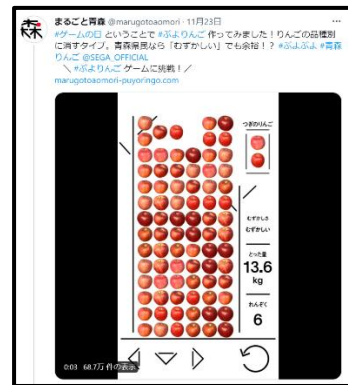 まるごと青森 @marugotoaomori · 11月23日
#ゲームの日 ということで #ぷよりんご 作ってみました！りんごの品種別
に消すタイプ。青森県民なら「むずかしい」でも余裕！？ #ぷよぷよ #青森
りんご @SEGA_OFFICIAL
＼ #ぷよりんご ゲームに挑戦！／
marugotoaomori-puyoringo.com
つぎのりんご
むずかしさ
むずかしい
とった量
13.6
kg
れんぞく
6
0:03 68.7万 件の表示